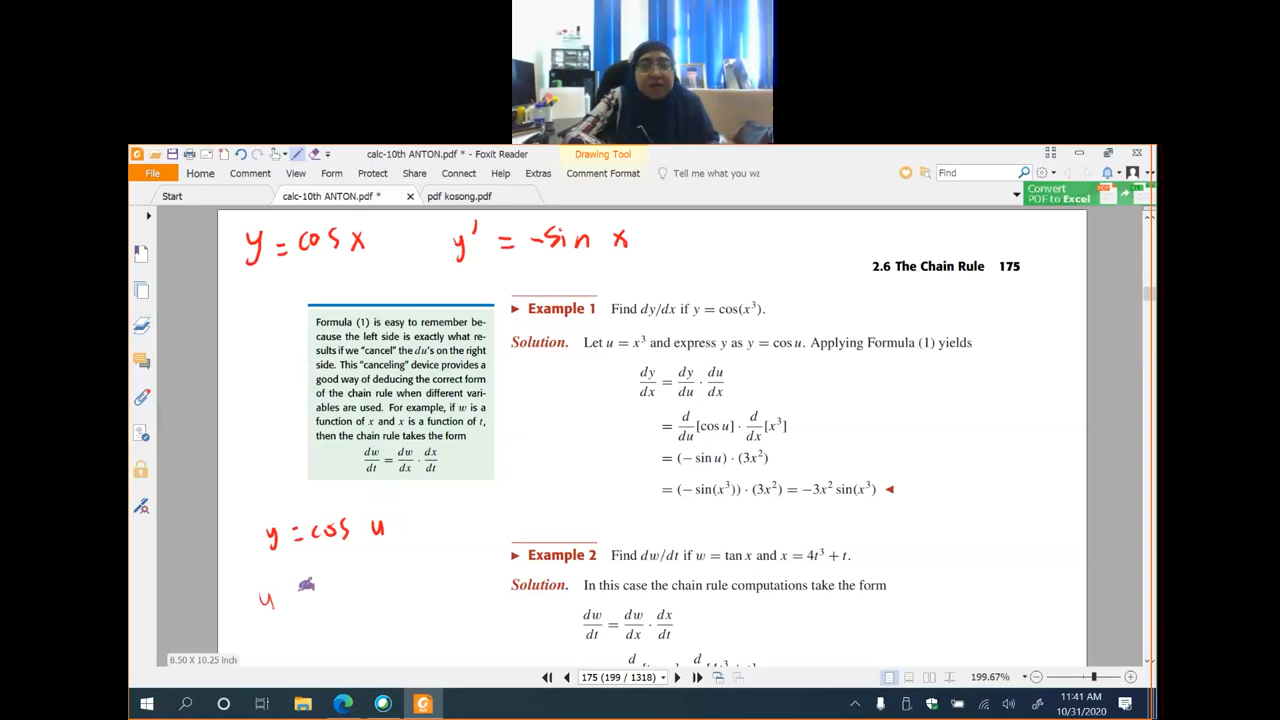 calc-10th ANTON.pdf * - Foxit Reader
Drawing Tool
File
Home
Comment
View
Form
Protect
Share
Connect
Help
Extras
Comment Format
Tell me what you wa
Find
Start
calc-10th ANTON.pdf *
pdf kosong.pdf
Convert
PDF to Excel
y = cos x
y' = -sin x
2.6 The Chain Rule 175
Formula (1) is easy to remember be-
cause the left side is exactly what re-
sults if we “cancel” the du's on the right
side. This “canceling” device provides a
good way of deducing the correct form
of the chain rule when different vari-
ables are used. For example, if w is a
function of x and x is a function of t,
then the chain rule takes the form
dw/dt = dw/dx · dx/dt
y = cos u
u
► Example 1 Find dy/dx if y = cos(x³).
Solution. Let u = x³ and express y as y = cos u. Applying Formula (1) yields
dy/dx = dy/du · du/dx
= d/du[cos u] · d/dx[x³]
= (− sin u) · (3x²)
= (− sin(x³)) · (3x²) = −3x² sin(x³) ◄
► Example 2 Find dw/dt if w = tan x and x = 4t³ + t.
Solution. In this case the chain rule computations take the form
dw/dt = dw/dx · dx/dt
8.50 X 10.25 inch
175 (199 / 1318)
199.67%
11:41 AM
10/31/2020